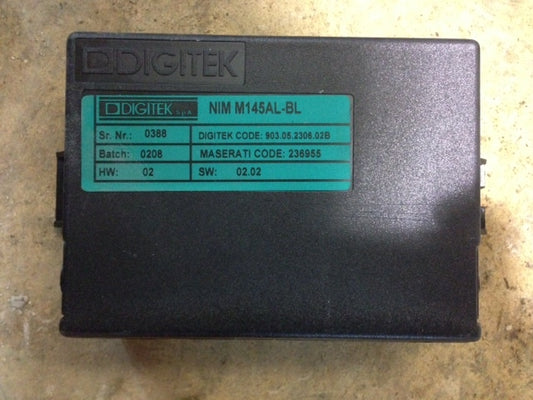 DIGITEK
DIGITEK S.p.A. NIM M145AL-BL
Sr. Nr.: 0388 DIGITEK CODE: 903.05.2306.02B
Batch: 0208 MASERATI CODE: 236955
HW: 02 SW: 02.02